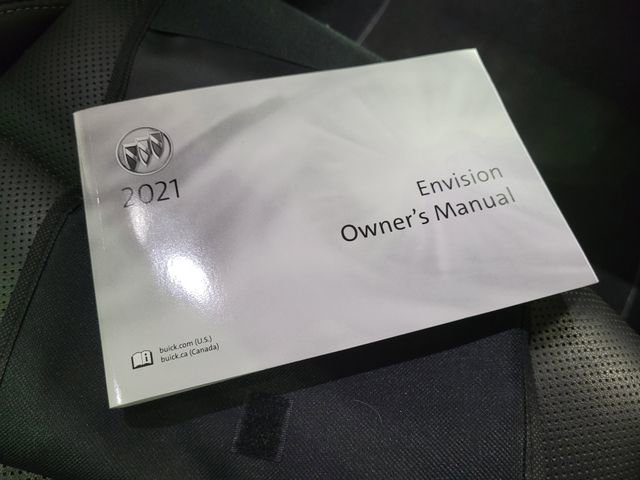 2021
Envision
Owner's Manual
buick.com (U.S.)
buick.ca (Canada)